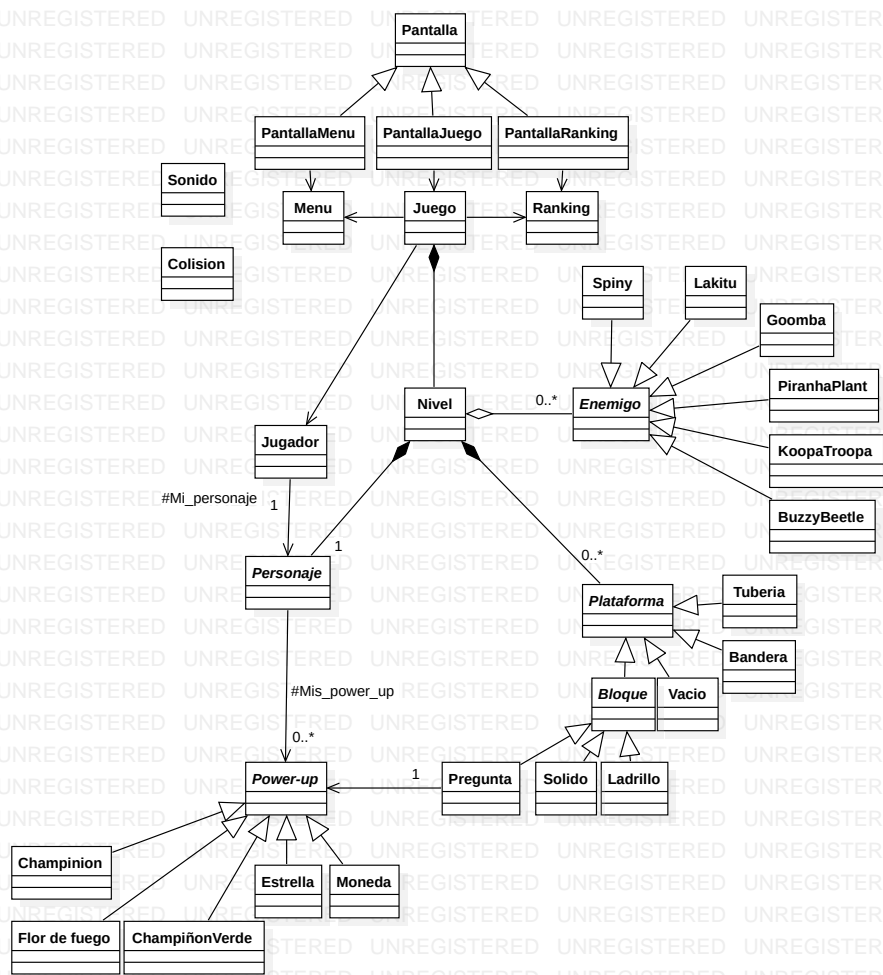 Pantalla
PantallaMenu
PantallaJuego
PantallaRanking
Sonido
Menu
Juego
Ranking
Colision
Spiny
Lakitu
Goomba
PiranhaPlant
Nivel
0..*
Enemigo
KoopaTroopa
Jugador
BuzzyBeetle
#Mi_personaje
1
1
0..*
Personaje
Plataforma
Tuberia
Bandera
#Mis_power_up
Bloque
Vacio
0..*
Power-up
1
Pregunta
Solido
Ladrillo
Champinion
Estrella
Moneda
Flor de fuego
ChampiñonVerde
UNREGISTERED